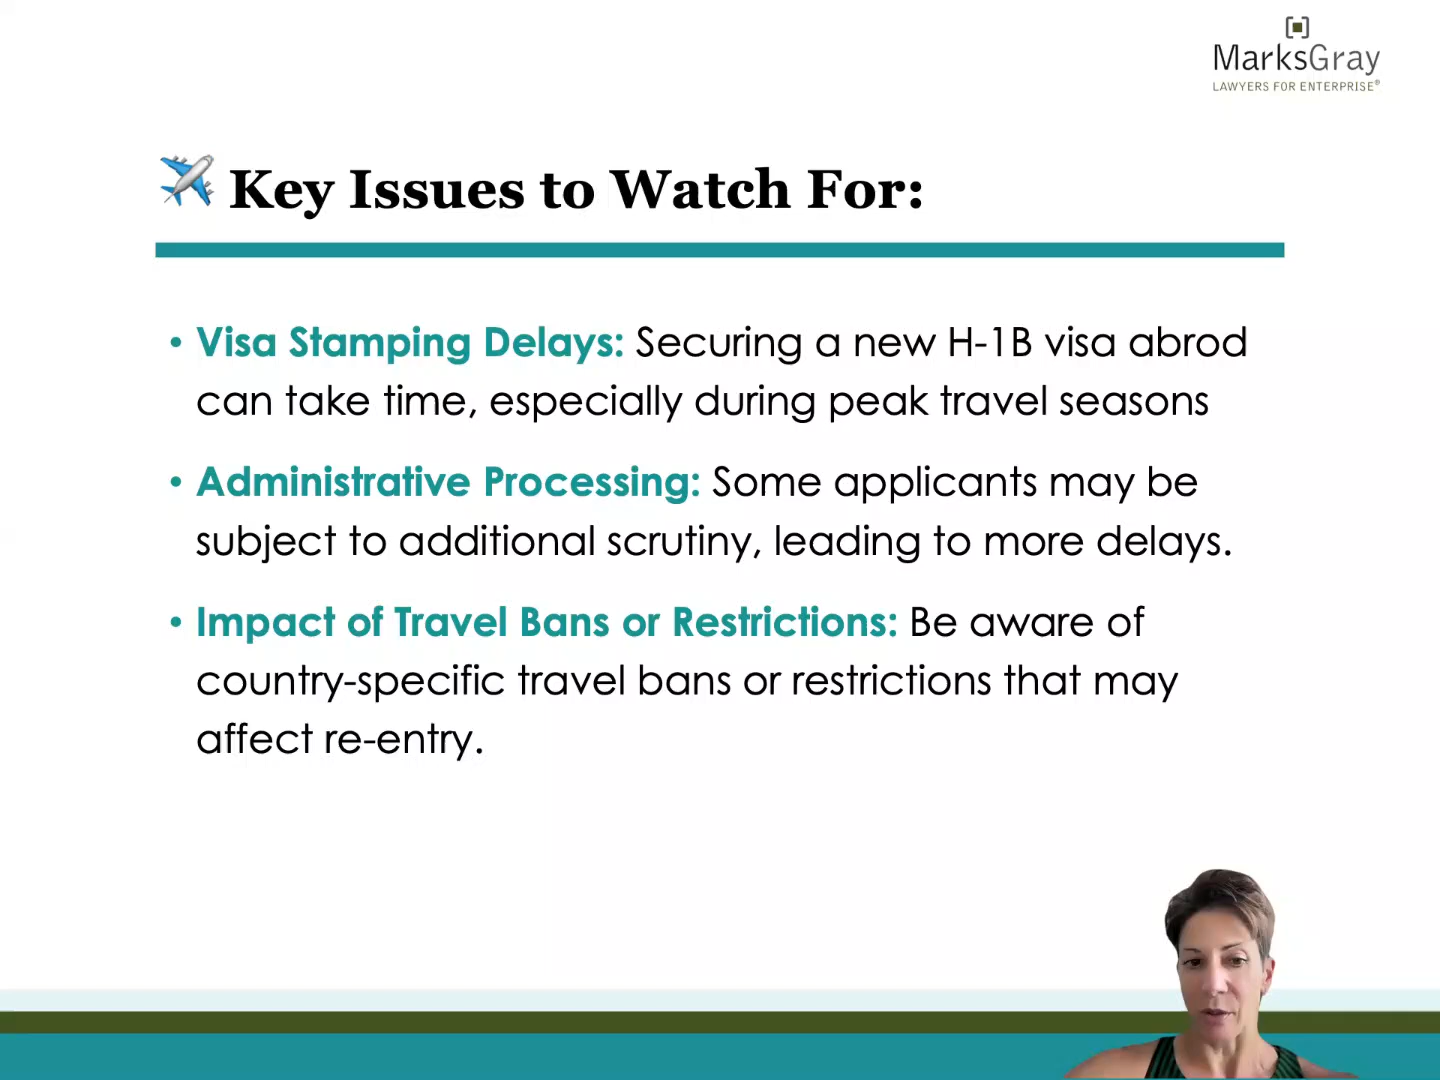 MarksGray
LAWYERS FOR ENTERPRISE®
Key Issues to Watch For:
• Visa Stamping Delays: Securing a new H-1B visa abrod
can take time, especially during peak travel seasons
• Administrative Processing: Some applicants may be
subject to additional scrutiny, leading to more delays.
• Impact of Travel Bans or Restrictions: Be aware of
country-specific travel bans or restrictions that may
affect re-entry.